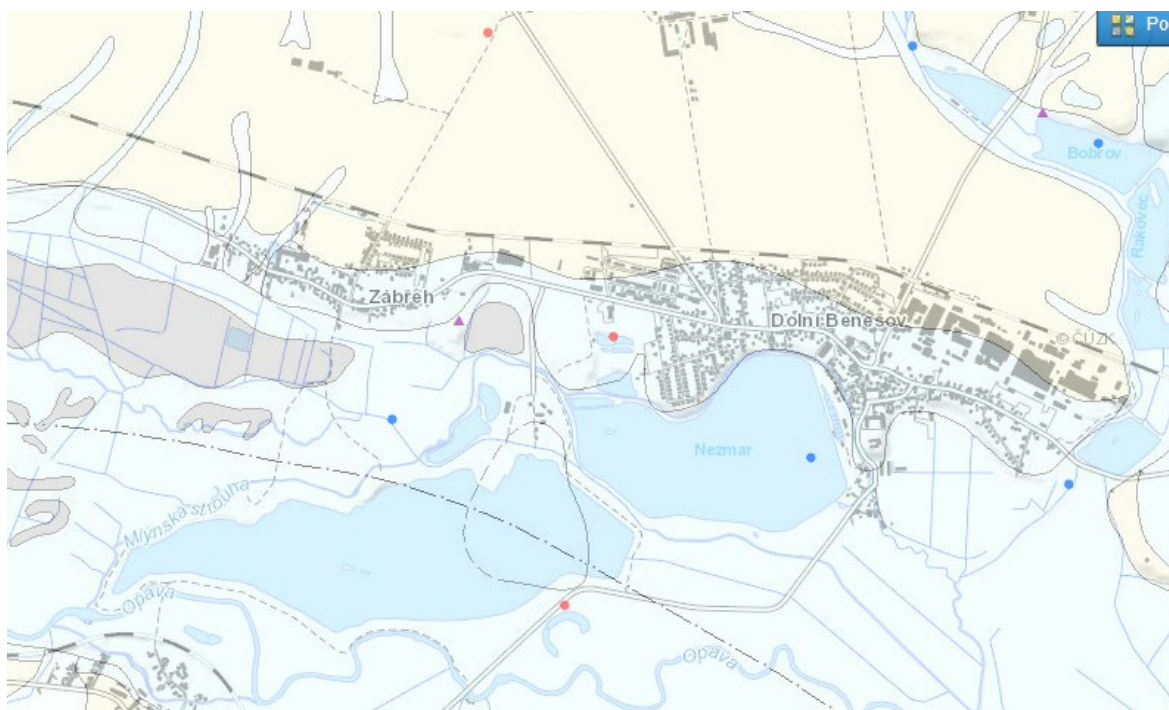 Po
Bobrov
Rakovec
Zábřeh
Dolní Benešov
© ČÚZK
Nezmar
Mlýnská strouha
Opava
Opava